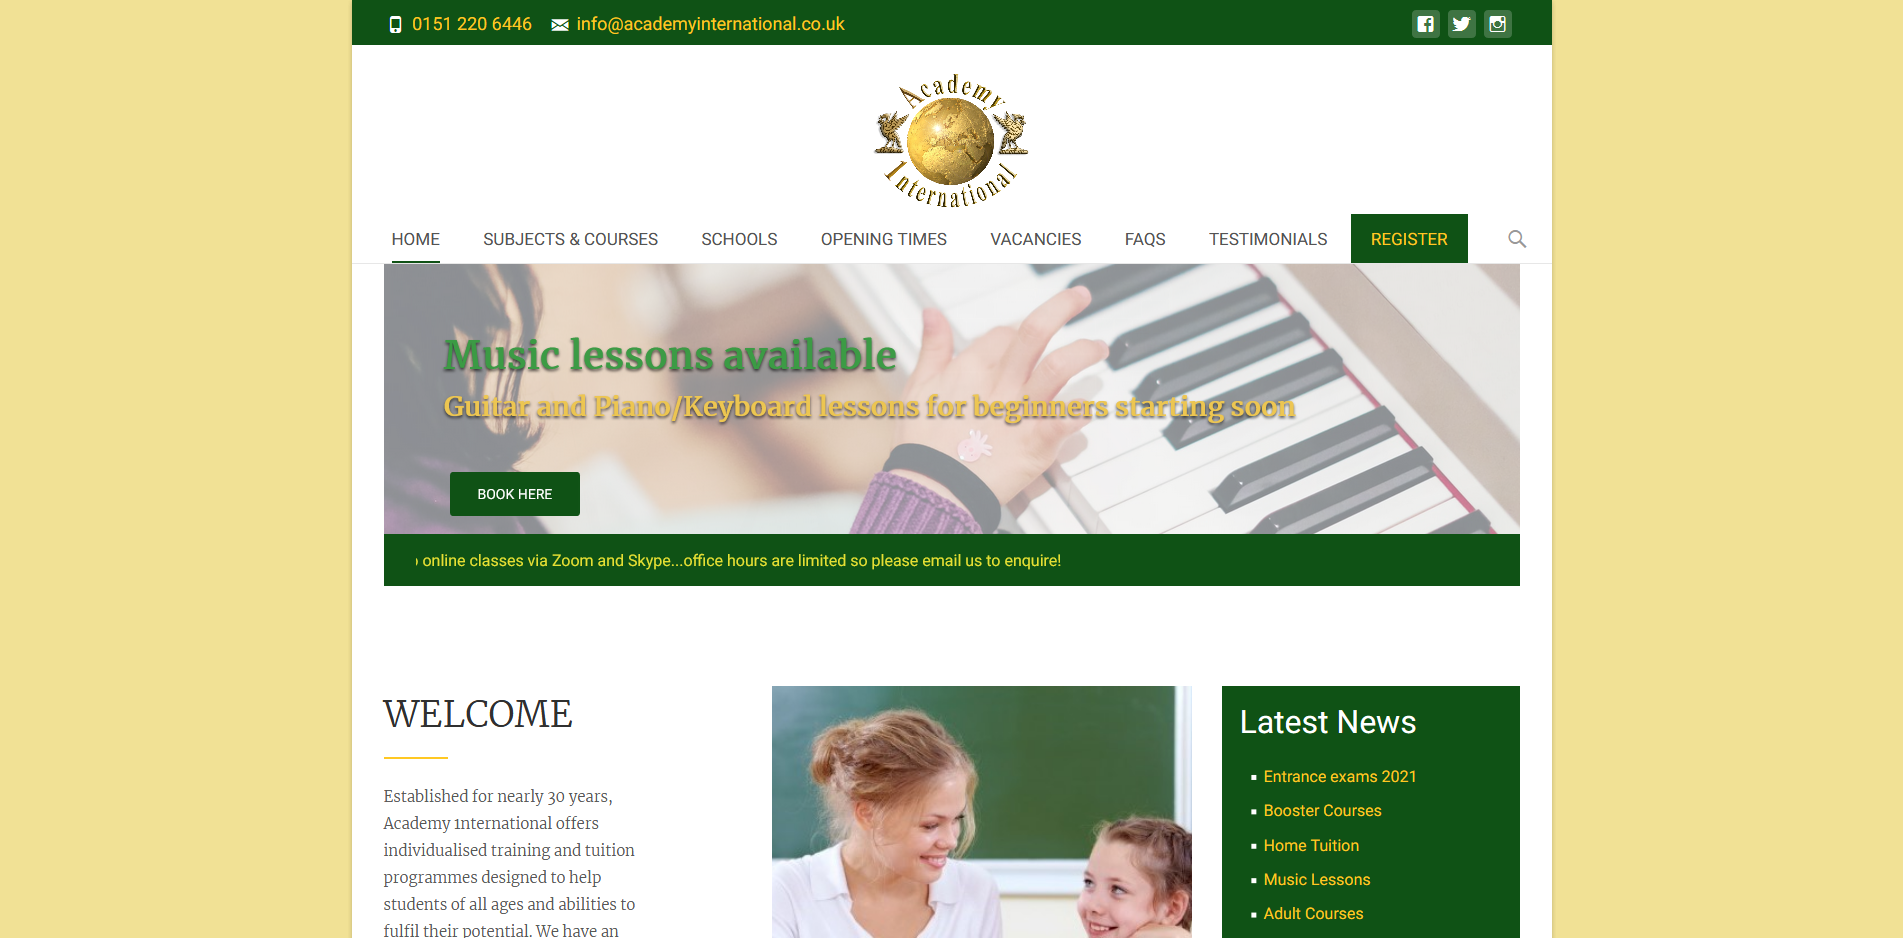 0151 220 6446 info@academyinternational.co.uk
Academy
International
HOME SUBJECTS & COURSES SCHOOLS OPENING TIMES VACANCIES FAQS TESTIMONIALS REGISTER
Music lessons available
Guitar and Piano/Keyboard lessons for beginners starting soon
BOOK HERE
online classes via Zoom and Skype...office hours are limited so please email us to enquire!
WELCOME
Established for nearly 30 years,
Academy 1nternational offers
individualised training and tuition
programmes designed to help
students of all ages and abilities to
fulfil their potential. We have an
Latest News
Entrance exams 2021
Booster Courses
Home Tuition
Music Lessons
Adult Courses